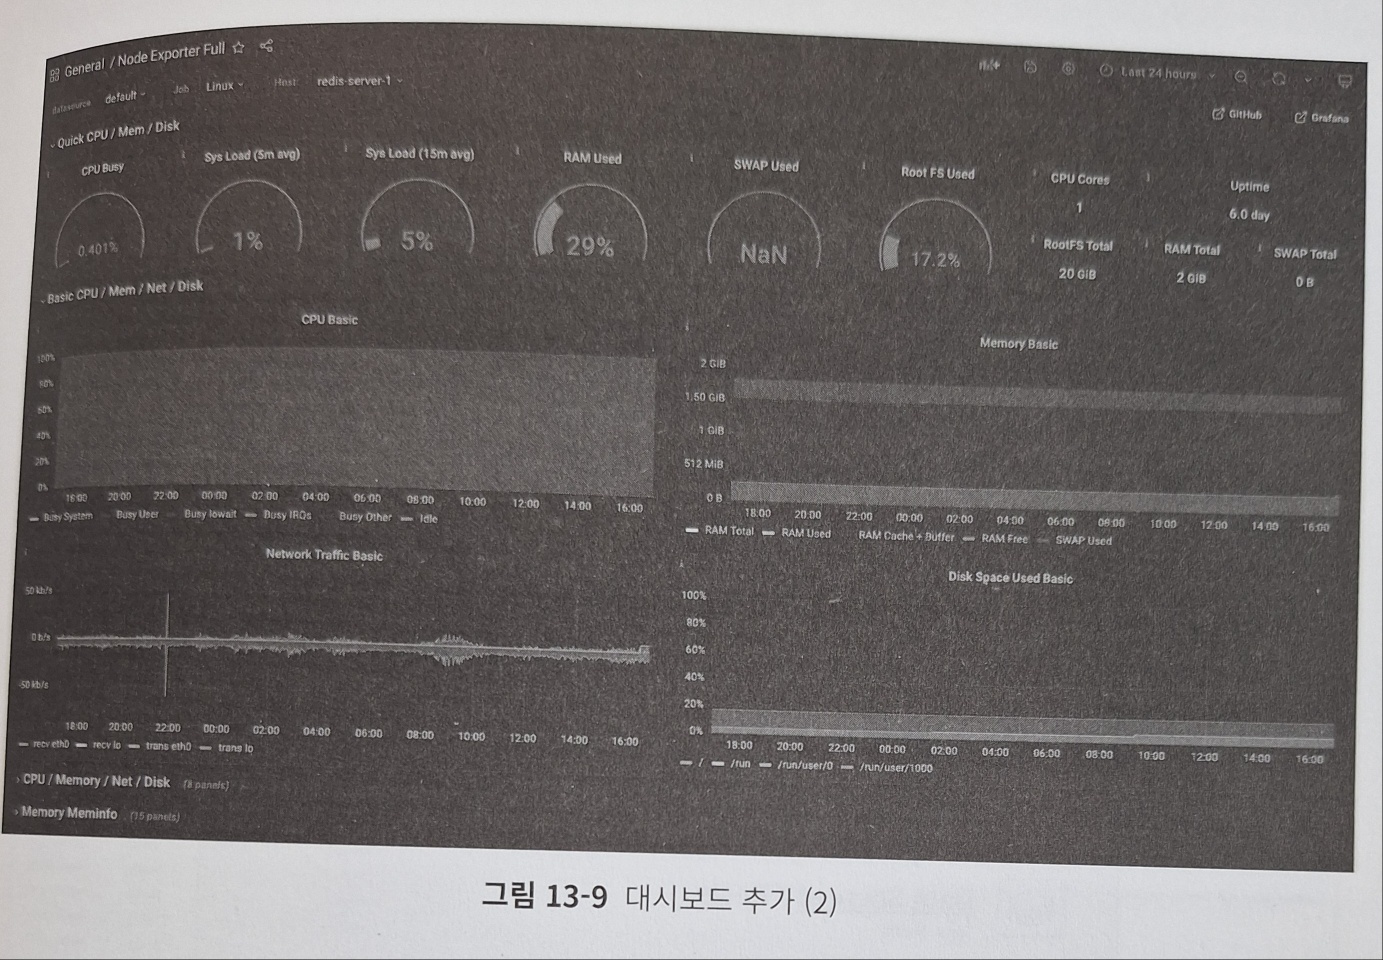 General / Node Exporter Full
datasource default Job Linux Host redis-server-1
Last 24 hours
GitHub Grafana
Quick CPU / Mem / Disk
CPU Busy
0.401%
Sys Load (5m avg)
1%
Sys Load (15m avg)
5%
RAM Used
29%
SWAP Used
NaN
Root FS Used
17.2%
CPU Cores
1
Uptime
6.0 day
RootFS Total
20 GiB
RAM Total
2 GiB
SWAP Total
0 B
Basic CPU / Mem / Net / Disk
CPU Basic
100%
80%
60%
40%
20%
0%
18:00 20:00 22:00 00:00 02:00 04:00 06:00 08:00 10:00 12:00 14:00 16:00
Busy System Busy User Busy Iowait Busy IRQs Busy Other Idle
Memory Basic
2 GiB
1.50 GiB
1 GiB
512 MiB
0 B
18:00 20:00 22:00 00:00 02:00 04:00 06:00 08:00 10:00 12:00 14:00 16:00
RAM Total RAM Used RAM Cache + Buffer RAM Free SWAP Used
Network Traffic Basic
50 kb/s
0 b/s
-50 kb/s
18:00 20:00 22:00 00:00 02:00 04:00 06:00 08:00 10:00 12:00 14:00 16:00
recv eth0 recv lo trans eth0 trans lo
Disk Space Used Basic
100%
80%
60%
40%
20%
0%
18:00 20:00 22:00 00:00 02:00 04:00 06:00 08:00 10:00 12:00 14:00 16:00
/ /run /run/user/0 /run/user/1000
CPU / Memory / Net / Disk (8 panels)
Memory Meminfo (15 panels)
그림 13-9 대시보드 추가 (2)